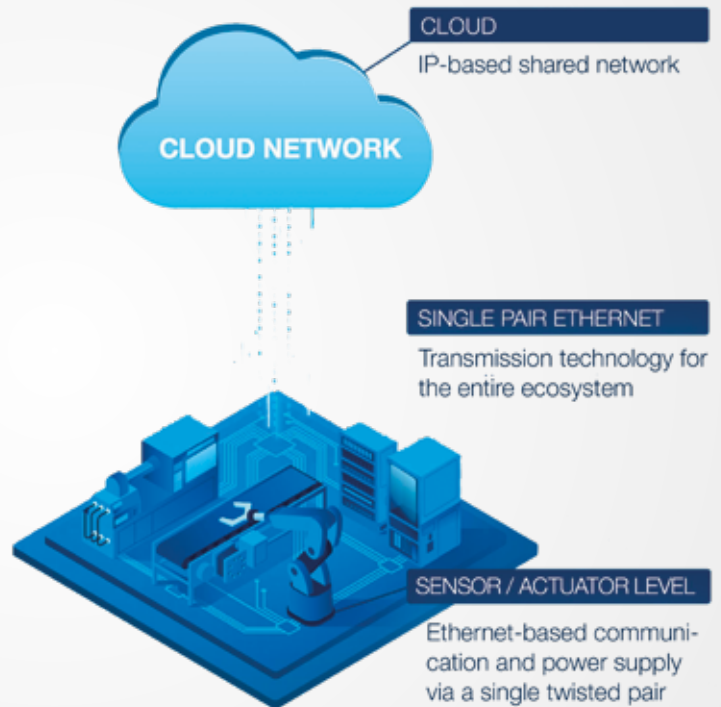 CLOUD
IP-based shared network
CLOUD NETWORK
SINGLE PAIR ETHERNET
Transmission technology for
the entire ecosystem
SENSOR / ACTUATOR LEVEL
Ethernet-based communi-
cation and power supply
via a single twisted pair